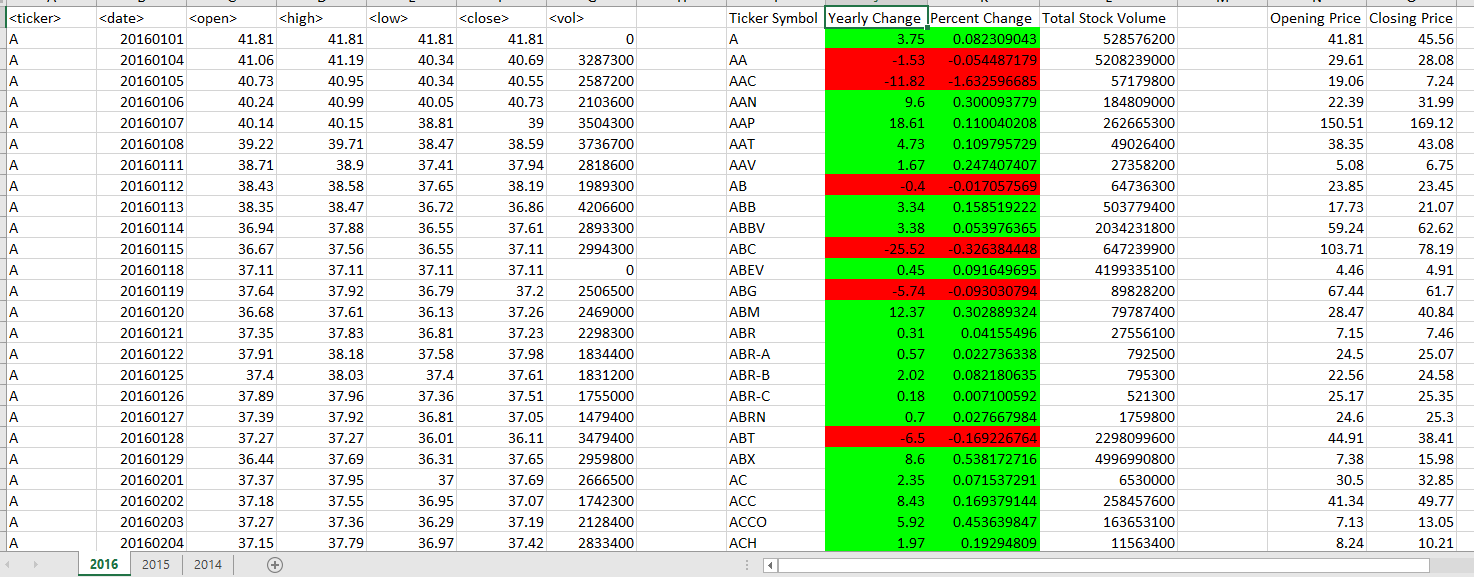 <ticker> <date> <open> <high> <low> <close> <vol> Ticker Symbol Yearly Change Percent Change Total Stock Volume Opening Price Closing Price
A 20160101 41.81 41.81 41.81 41.81 0 A 3.75 0.082309043 528576200 41.81 45.56
A 20160104 41.06 41.19 40.34 40.69 3287300 AA -1.53 -0.054487179 5208239000 29.61 28.08
A 20160105 40.73 40.95 40.34 40.55 2587200 AAC -11.82 -1.632596685 57179800 19.06 7.24
A 20160106 40.24 40.99 40.05 40.73 2103600 AAN 9.6 0.300093779 184809000 22.39 31.99
A 20160107 40.14 40.15 38.81 39 3504300 AAP 18.61 0.110040208 262665300 150.51 169.12
A 20160108 39.22 39.71 38.47 38.59 3736700 AAT 4.73 0.109795729 49026400 38.35 43.08
A 20160111 38.71 38.9 37.41 37.94 2818600 AAV 1.67 0.247407407 27358200 5.08 6.75
A 20160112 38.43 38.58 37.65 38.19 1989300 AB -0.4 -0.017057569 64736300 23.85 23.45
A 20160113 38.35 38.47 36.72 36.86 4206600 ABB 3.34 0.158519222 503779400 17.73 21.07
A 20160114 36.94 37.88 36.55 37.61 2893300 ABBV 3.38 0.053976365 2034231800 59.24 62.62
A 20160115 36.67 37.56 36.55 37.11 2994300 ABC -25.52 -0.326384448 647239900 103.71 78.19
A 20160118 37.11 37.11 37.11 37.11 0 ABEV 0.45 0.091649695 4199335100 4.46 4.91
A 20160119 37.64 37.92 36.79 37.2 2506500 ABG -5.74 -0.093030794 89828200 67.44 61.7
A 20160120 36.68 37.61 36.13 37.26 2469000 ABM 12.37 0.302889324 79787400 28.47 40.84
A 20160121 37.35 37.83 36.81 37.23 2298300 ABR 0.31 0.04155496 27556100 7.15 7.46
A 20160122 37.91 38.18 37.58 37.98 1834400 ABR-A 0.57 0.022736338 792500 24.5 25.07
A 20160125 37.4 38.03 37.4 37.61 1831200 ABR-B 2.02 0.082180635 795300 22.56 24.58
A 20160126 37.89 37.96 37.36 37.51 1755000 ABR-C 0.18 0.007100592 521300 25.17 25.35
A 20160127 37.39 37.92 36.81 37.05 1479400 ABRN 0.7 0.027667984 1759800 24.6 25.3
A 20160128 37.27 37.27 36.01 36.11 3479400 ABT -6.5 -0.169226764 2298099600 44.91 38.41
A 20160129 36.44 37.69 36.31 37.65 2959800 ABX 8.6 0.538172716 4996990800 7.38 15.98
A 20160201 37.37 37.95 37 37.69 2666500 AC 2.35 0.071537291 6530000 30.5 32.85
A 20160202 37.18 37.55 36.95 37.07 1742300 ACC 8.43 0.169379144 258457600 41.34 49.77
A 20160203 37.27 37.36 36.29 37.19 2128400 ACCO 5.92 0.453639847 163653100 7.13 13.05
A 20160204 37.15 37.79 36.97 37.42 2833400 ACH 1.97 0.19294809 11563400 8.24 10.21
2016 2015 2014